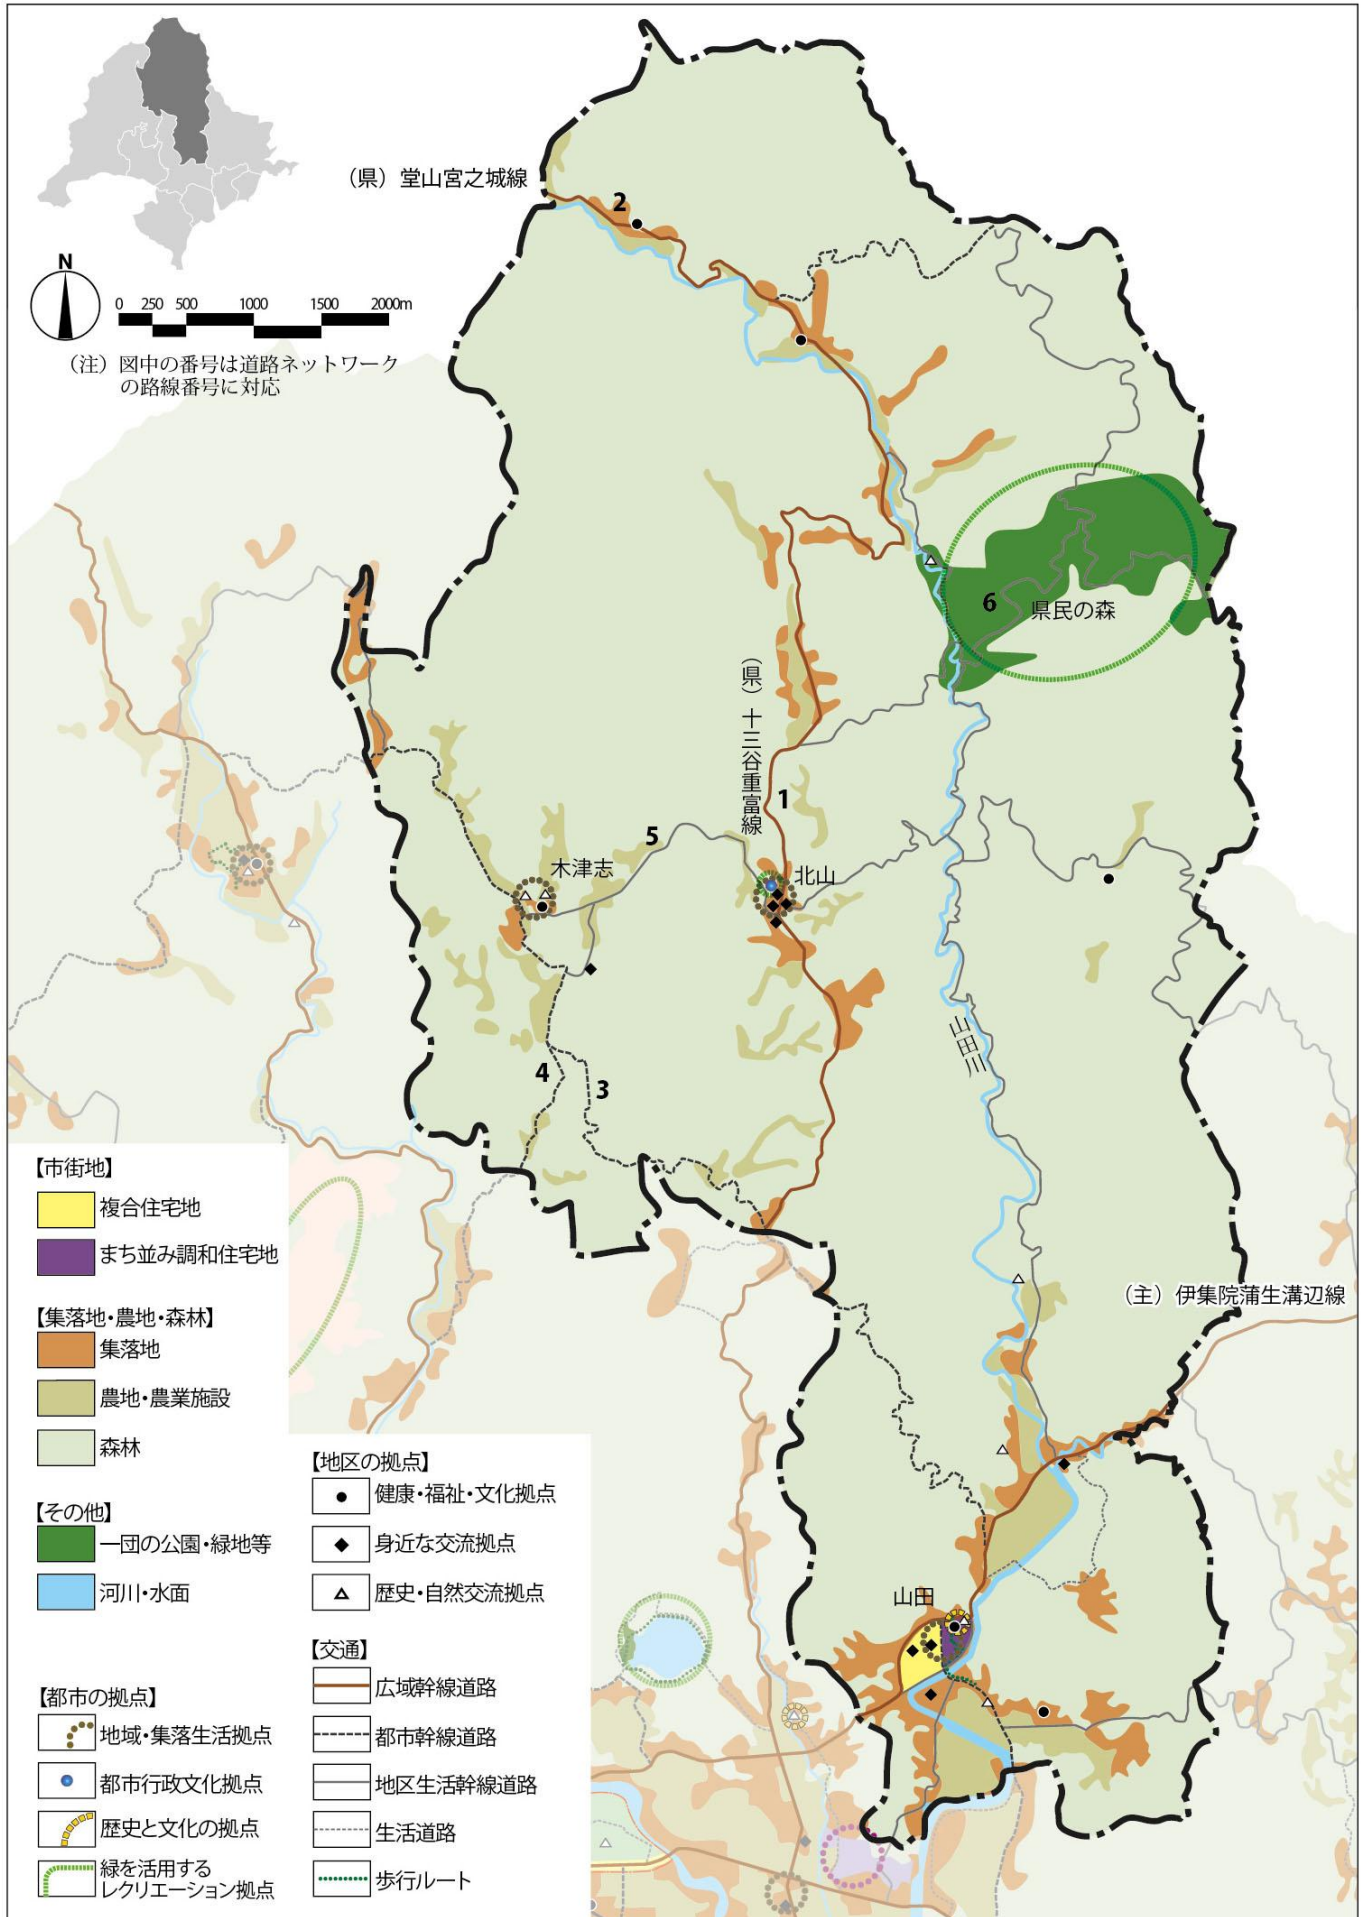 (県)堂山宮之城線
2
N
0 250 500 1000 1500 2000m
(注)図中の番号は道路ネットワーク
の路線番号に対応
6
県民の森
(県)十三谷重富線
1
5
木津志
北山
山田川
4
3
(主)伊集院蒲生溝辺線
山田
【市街地】
複合住宅地
まち並み調和住宅地
【集落地・農地・森林】
集落地
農地・農業施設
森林
【その他】
一団の公園・緑地等
河川・水面
【都市の拠点】
地域・集落生活拠点
都市行政文化拠点
歴史と文化の拠点
緑を活用する
レクリエーション拠点
【地区の拠点】
健康・福祉・文化拠点
身近な交流拠点
歴史・自然交流拠点
【交通】
広域幹線道路
都市幹線道路
地区生活幹線道路
生活道路
歩行ルート